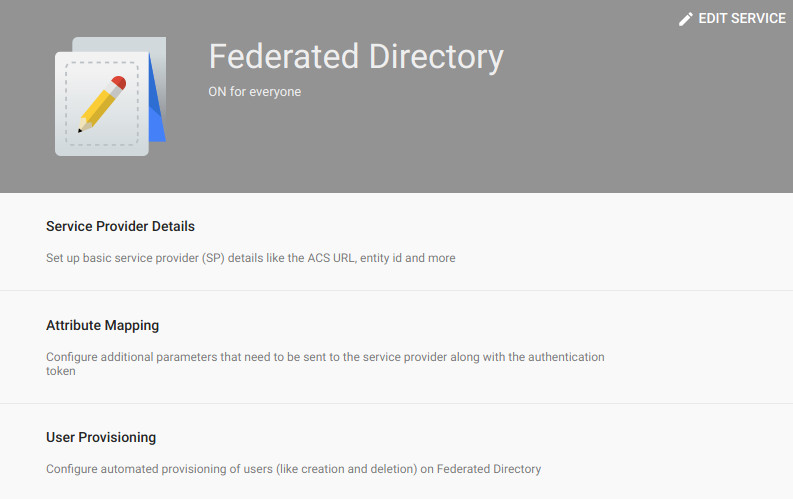 EDIT SERVICE
Federated Directory
ON for everyone
Service Provider Details
Set up basic service provider (SP) details like the ACS URL, entity id and more
Attribute Mapping
Configure additional parameters that need to be sent to the service provider along with the authentication
token
User Provisioning
Configure automated provisioning of users (like creation and deletion) on Federated Directory